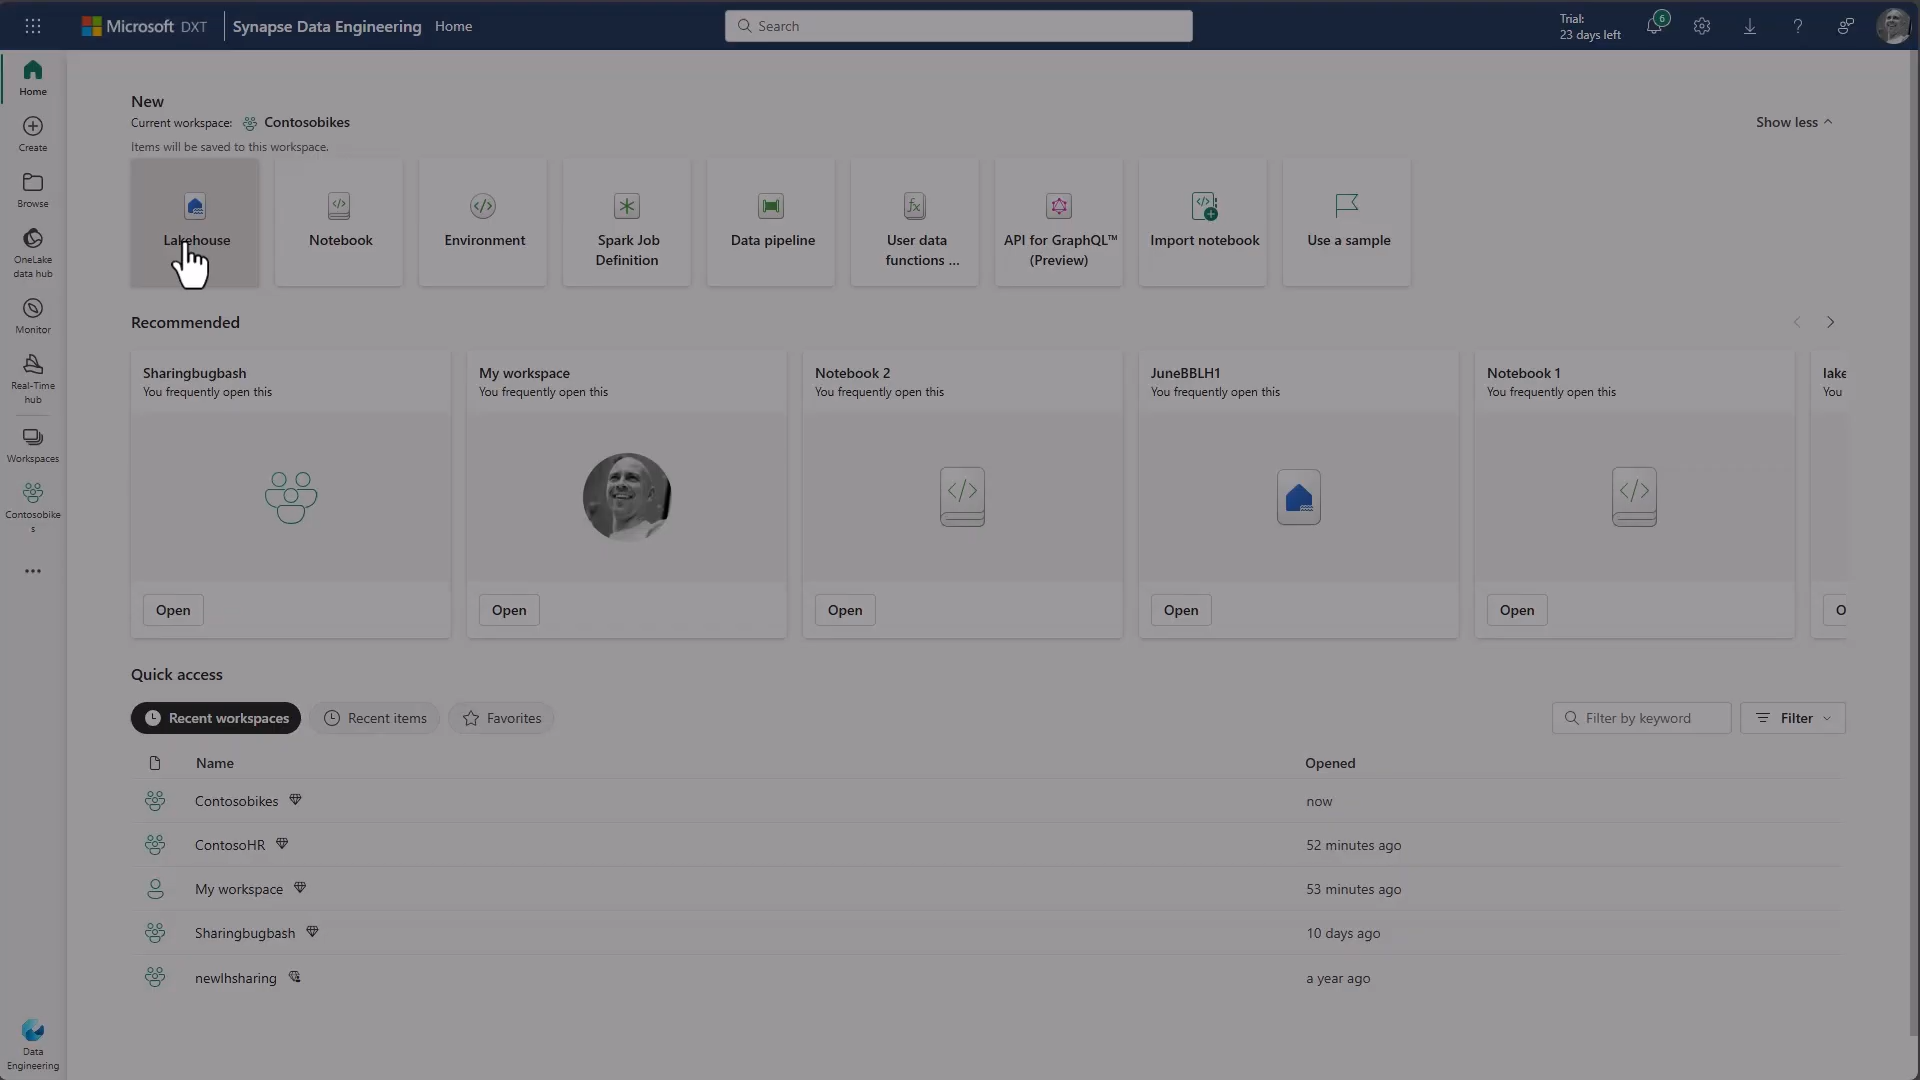 Microsoft DXT Synapse Data Engineering Home
Search
Trial:
23 days left
6
Home
Create
Browse
OneLake
data hub
Monitor
Real-Time
hub
Workspaces
Contosobike
s
Data
Engineering
New
Current workspace: Contosobikes
Show less
Items will be saved to this workspace.
Lakehouse
Notebook
Environment
Spark Job
Definition
Data pipeline
User data
functions ...
API for GraphQL™
(Preview)
Import notebook
Use a sample
Recommended
Sharingbugbash
You frequently open this
Open
My workspace
You frequently open this
Open
Notebook 2
You frequently open this
Open
JuneBBLH1
You frequently open this
Open
Notebook 1
You frequently open this
Open
lake
You
O
Quick access
Recent workspaces Recent items Favorites
Filter by keyword Filter
Name Opened
Contosobikes now
ContosoHR 52 minutes ago
My workspace 53 minutes ago
Sharingbugbash 10 days ago
newlhsharing a year ago